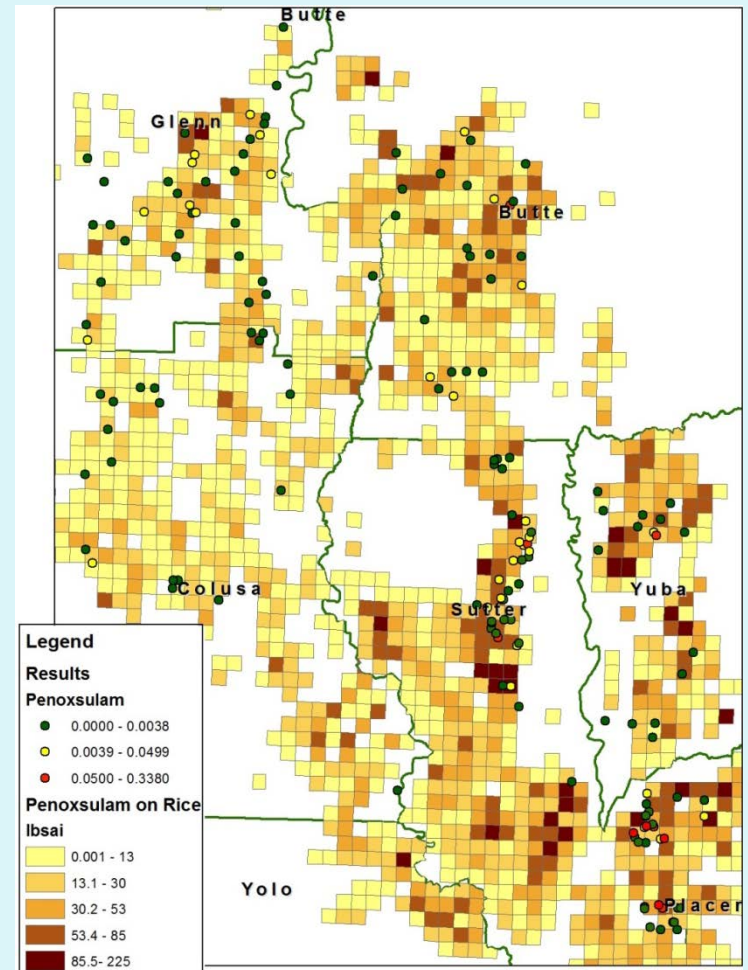 Butte
Glenn
Butte
Colusa
Sutter
Yuba
Yolo
Placer
Legend
Results
Penoxsulam
0.0000 - 0.0038
0.0039 - 0.0499
0.0500 - 0.3380
Penoxsulam on Rice
lbsai
0.001 - 13
13.1 - 30
30.2 - 53
53.4 - 85
85.5- 225